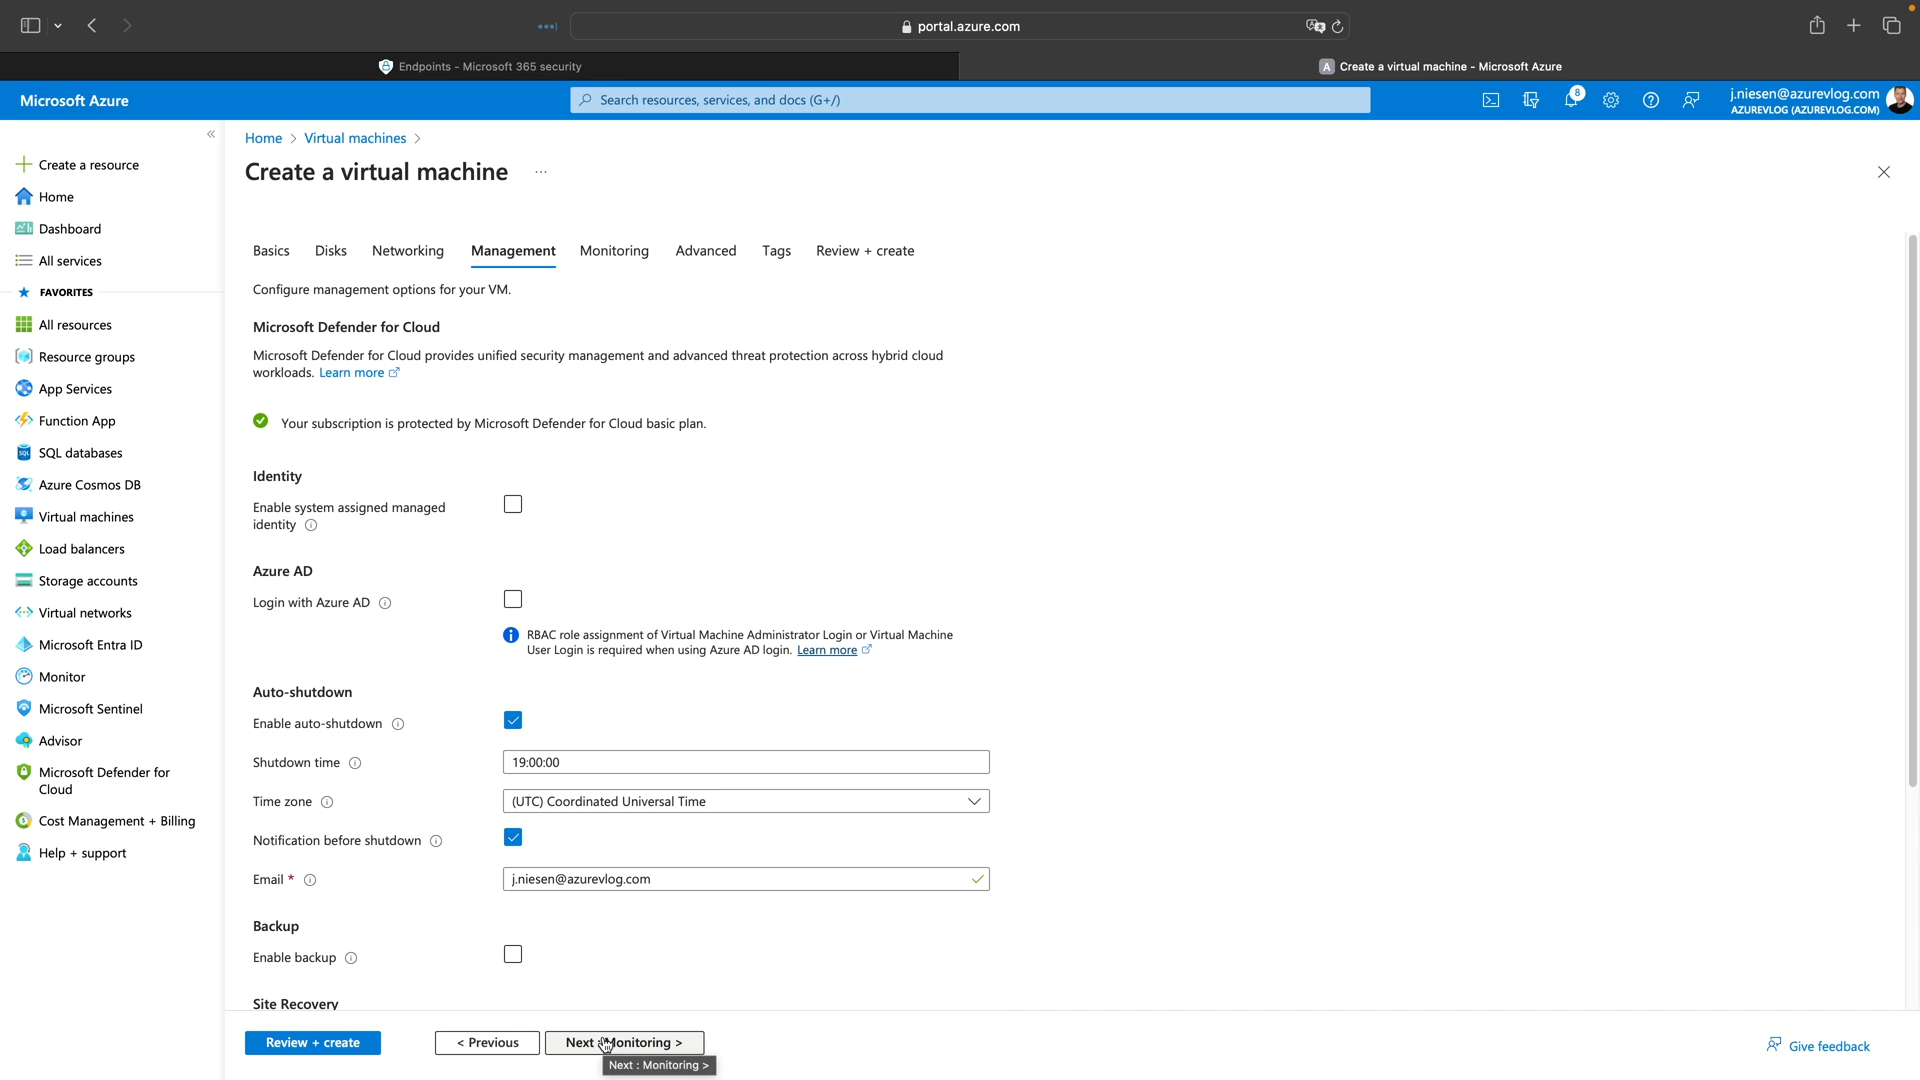 portal.azure.com
Endpoints - Microsoft 365 security
A Create a virtual machine - Microsoft Azure
Microsoft Azure
Search resources, services, and docs (G+/)
8
j.niesen@azurevlog.com
AZUREVLOG (AZUREVLOG.COM)
Create a resource
Home
Dashboard
All services
FAVORITES
All resources
Resource groups
App Services
Function App
SQL databases
Azure Cosmos DB
Virtual machines
Load balancers
Storage accounts
Virtual networks
Microsoft Entra ID
Monitor
Microsoft Sentinel
Advisor
Microsoft Defender for
Cloud
Cost Management + Billing
Help + support
Home > Virtual machines >
Create a virtual machine ...
Basics Disks Networking Management Monitoring Advanced Tags Review + create
Configure management options for your VM.
Microsoft Defender for Cloud
Microsoft Defender for Cloud provides unified security management and advanced threat protection across hybrid cloud
workloads. Learn more
Your subscription is protected by Microsoft Defender for Cloud basic plan.
Identity
Enable system assigned managed
identity
Azure AD
Login with Azure AD
RBAC role assignment of Virtual Machine Administrator Login or Virtual Machine
User Login is required when using Azure AD login. Learn more
Auto-shutdown
Enable auto-shutdown
Shutdown time 19:00:00
Time zone (UTC) Coordinated Universal Time
Notification before shutdown
Email * j.niesen@azurevlog.com
Backup
Enable backup
Site Recovery
Review + create < Previous Next : Monitoring >
Next : Monitoring >
Give feedback